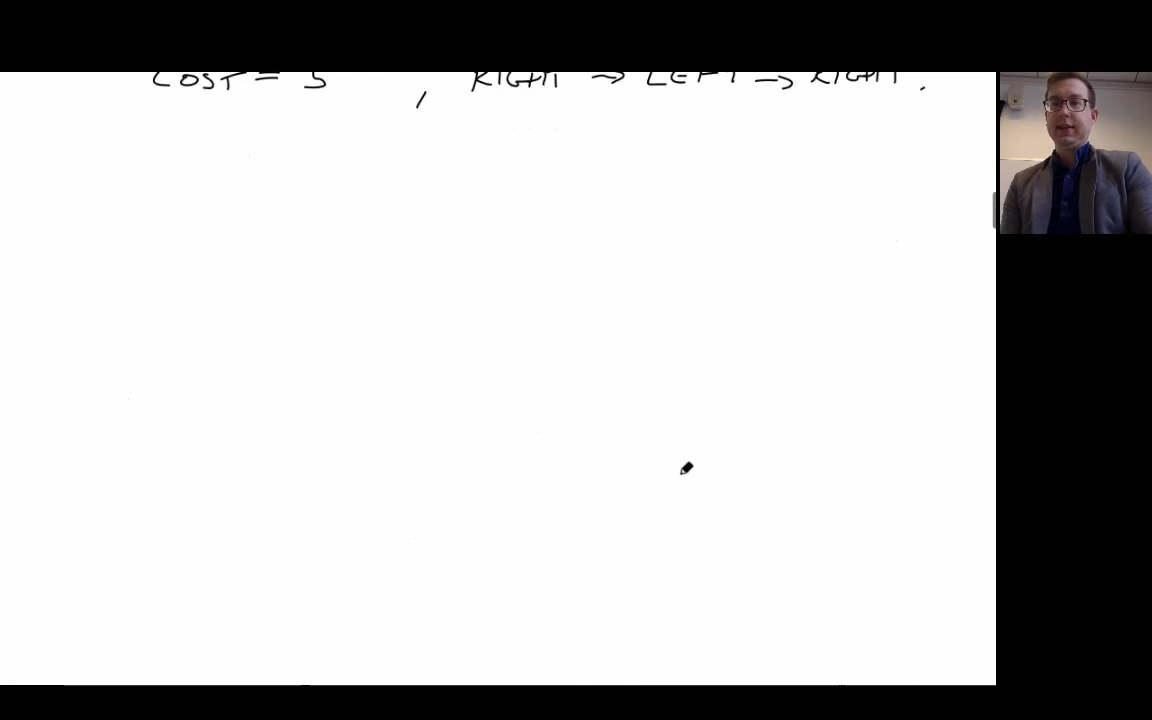 COST = 5 , RIGHT → LEFT → RIGHT .